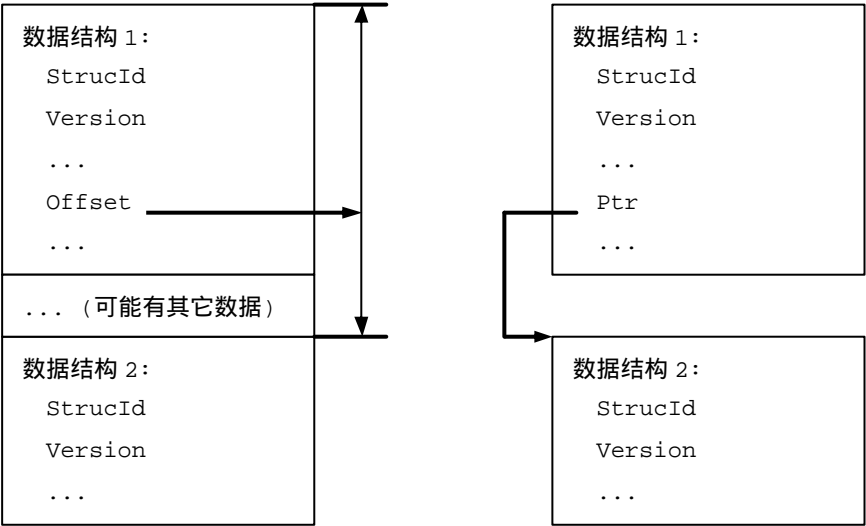 数据结构 1:
StrucId
Version
...
Offset
...
... (可能有其它数据)
数据结构 2:
StrucId
Version
...
数据结构 1:
StrucId
Version
...
Ptr
...
数据结构 2:
StrucId
Version
...